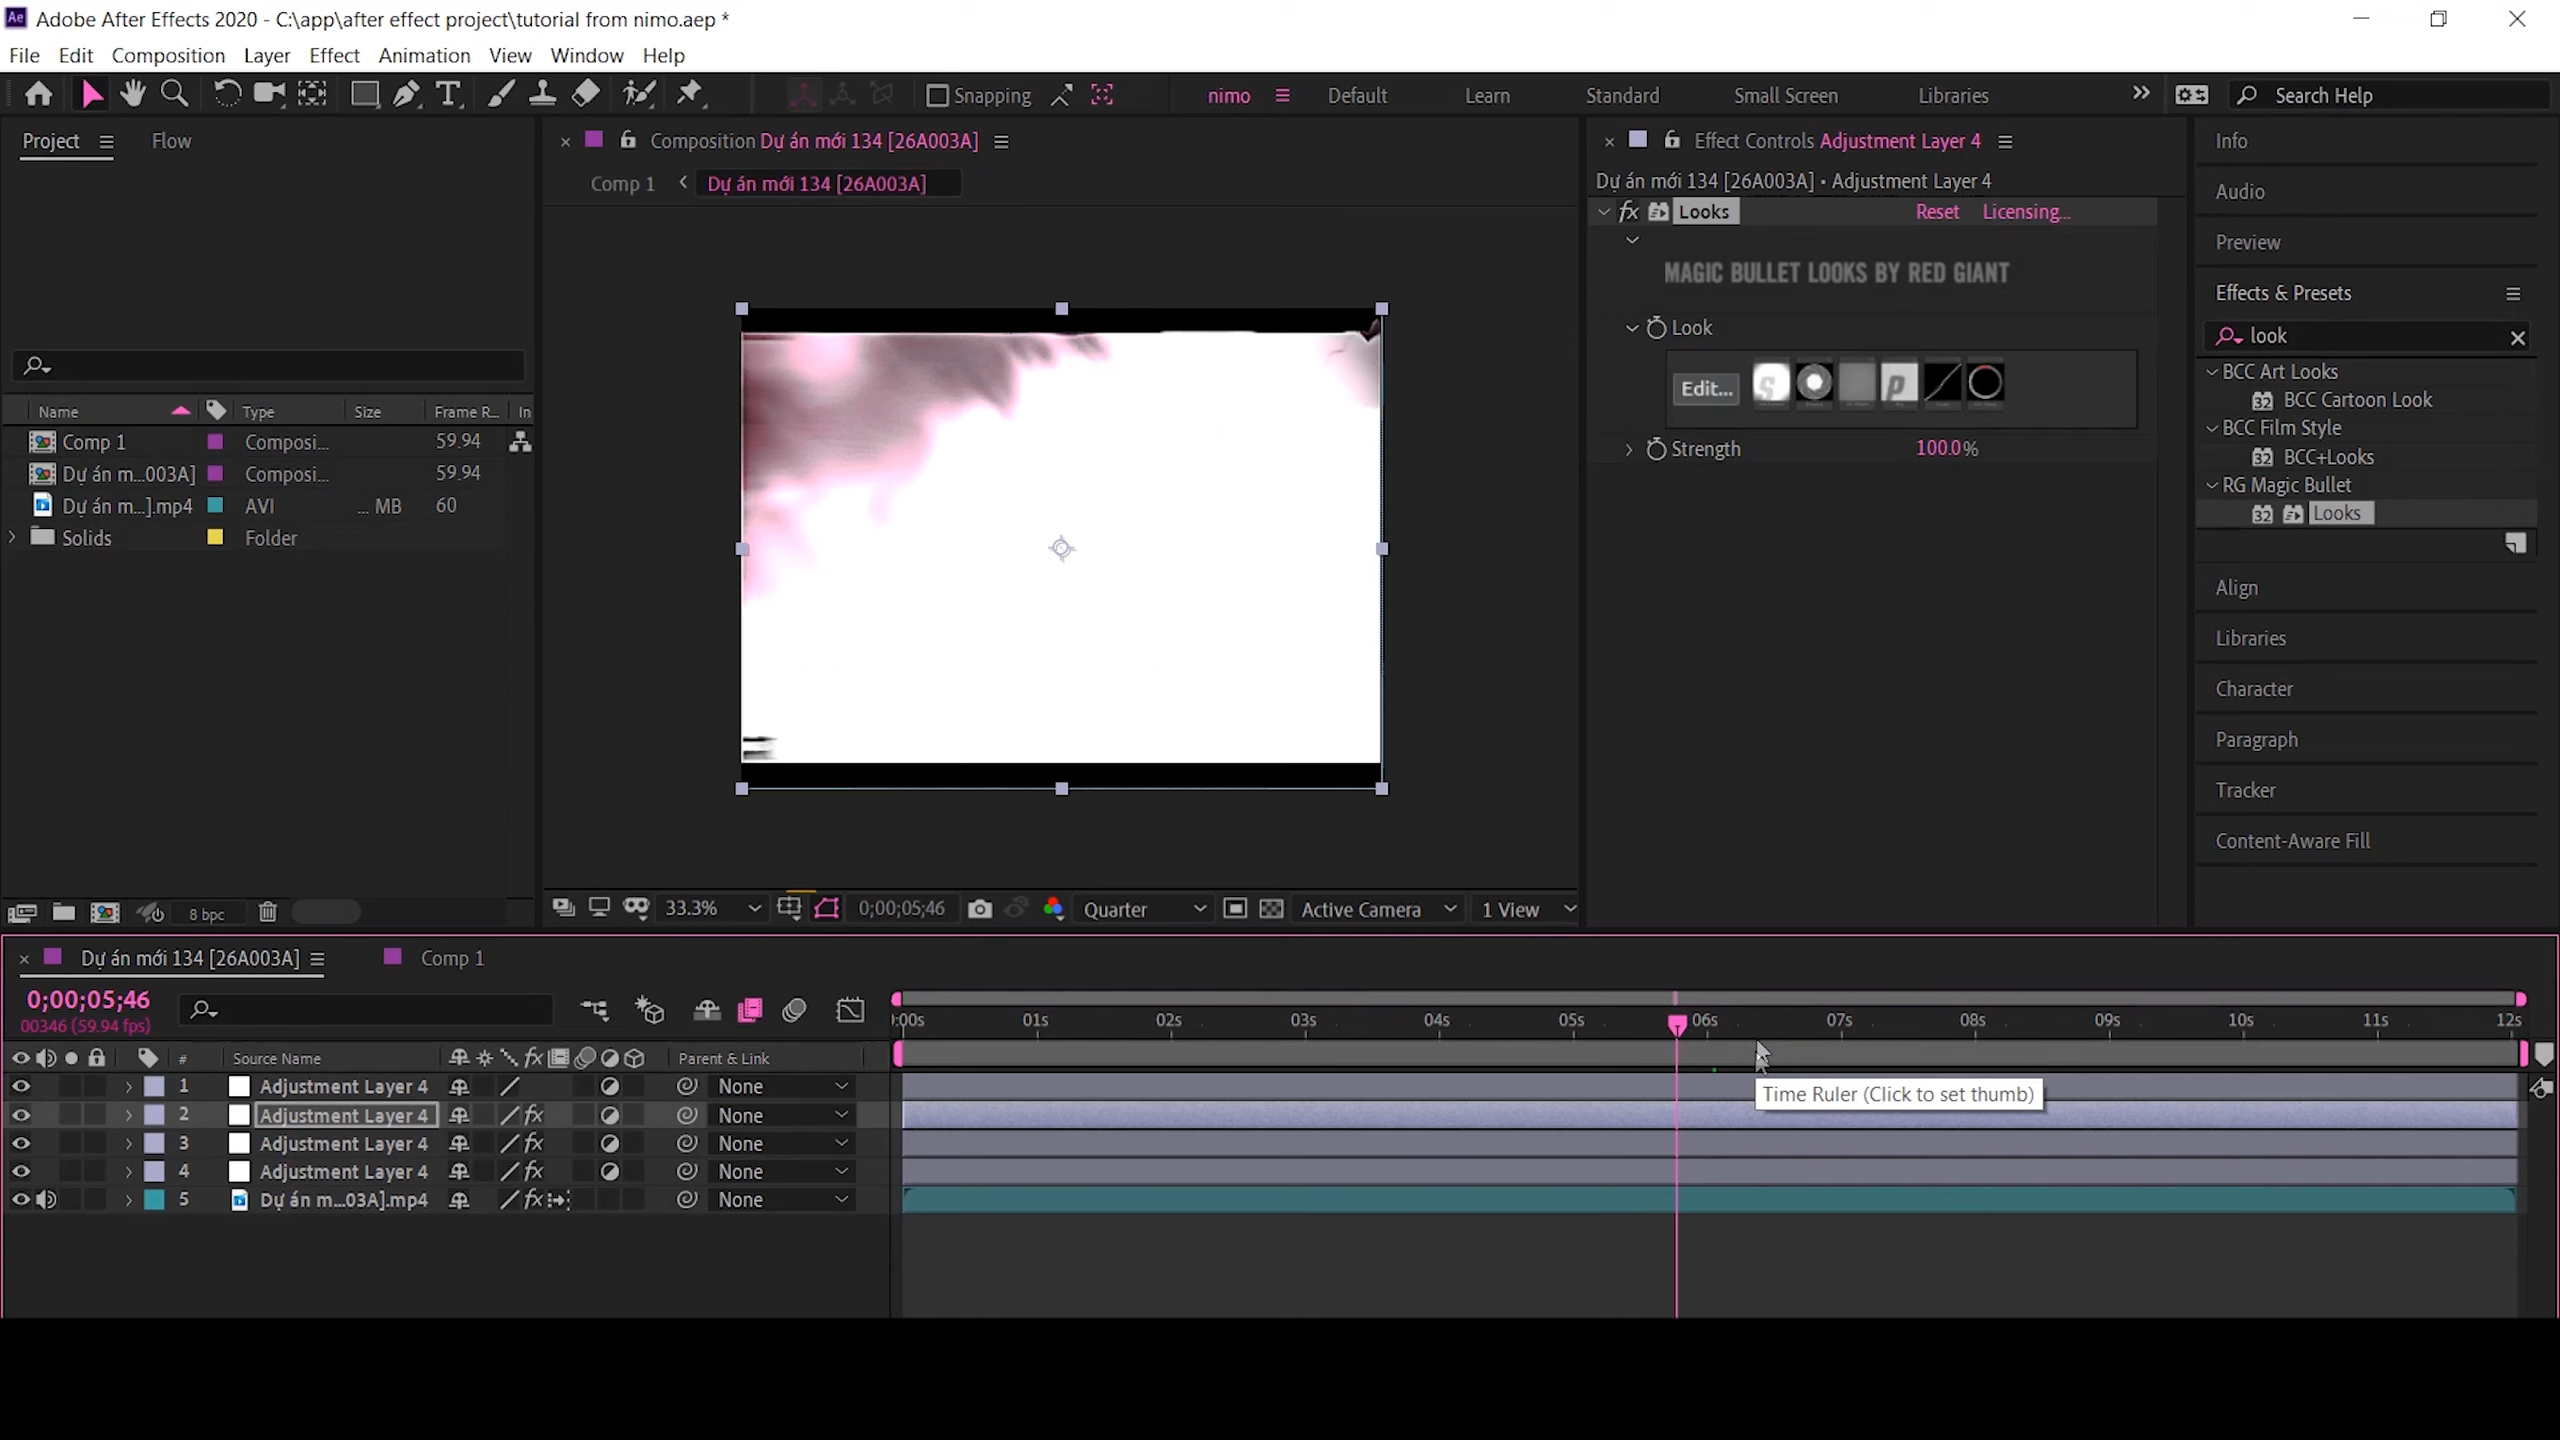 Ae Adobe After Effects 2020 - C:\app\after effect project\tutorial from nimo.aep *
File Edit Composition Layer Effect Animation View Window Help
Snapping nimo Default Learn Standard Small Screen Libraries Search Help
Project Flow
Composition Dự án mới 134 [26A003A]
Comp 1 Dự án mới 134 [26A003A]
Effect Controls Adjustment Layer 4
Dự án mới 134 [26A003A] • Adjustment Layer 4
fx Looks Reset Licensing...
MAGIC BULLET LOOKS BY RED GIANT
Look
Edit...
Strength 100.0%
Info
Audio
Preview
Effects & Presets
look
BCC Art Looks
32 BCC Cartoon Look
BCC Film Style
32 BCC+Looks
RG Magic Bullet
32 Looks
Align
Libraries
Character
Paragraph
Tracker
Content-Aware Fill
Name Type Size Frame R... In
Comp 1 Composi... 59.94
Dự án m...003A] Composi... 59.94
Dự án m...].mp4 AVI ... MB 60
Solids Folder
8 bpc
33.3% 0;00;05;46 Quarter Active Camera 1 View
Dự án mới 134 [26A003A] Comp 1
0;00;05;46
00346 (59.94 fps)
):00s 01s 02s 03s 04s 05s 06s 07s 08s 09s 10s 11s 12s
# Source Name fx Parent & Link
1 Adjustment Layer 4 None
2 Adjustment Layer 4 fx None
3 Adjustment Layer 4 fx None
4 Adjustment Layer 4 fx None
5 Dự án m...03A].mp4 fx None
Time Ruler (Click to set thumb)